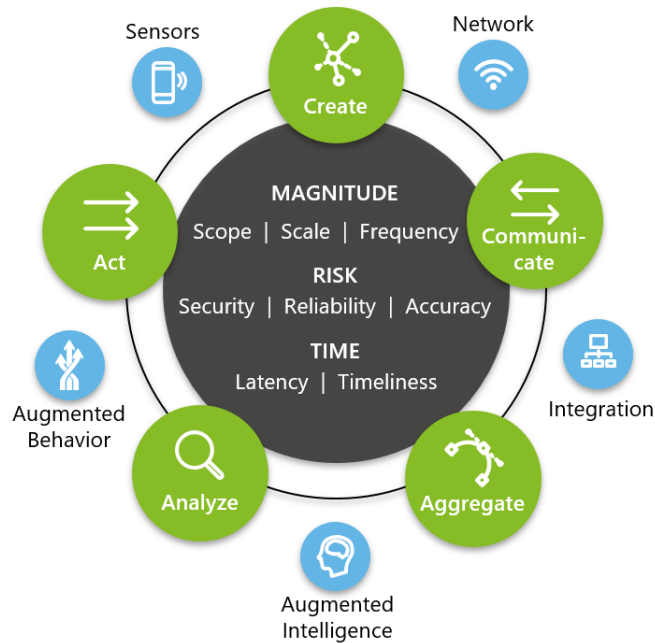 Sensors
Network
Create
MAGNITUDE
Scope | Scale | Frequency
Communi-
cate
Act
RISK
Security | Reliability | Accuracy
TIME
Latency | Timeliness
Augmented
Behavior
Integration
Analyze
Aggregate
Augmented
Intelligence